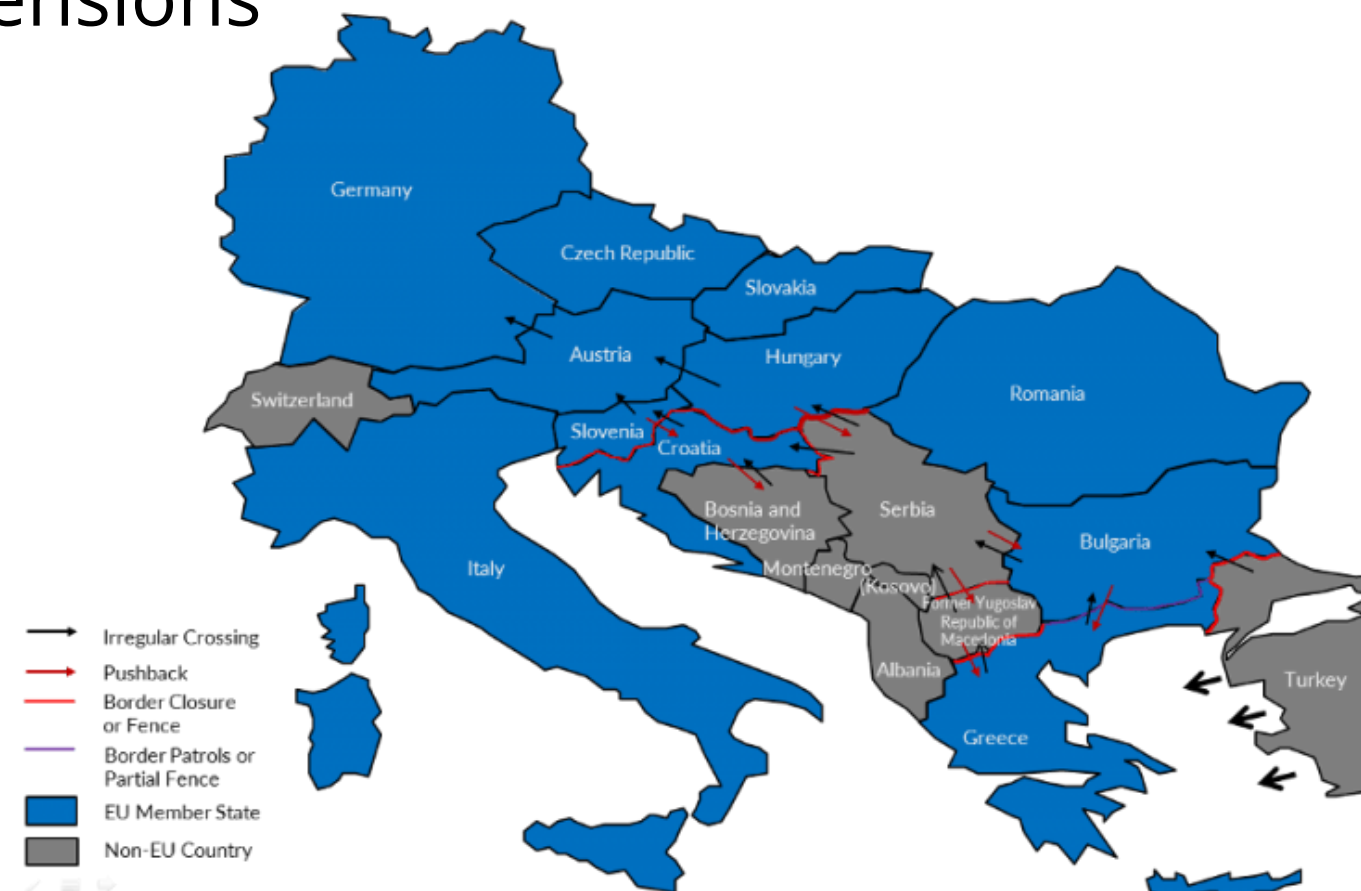 ensions
Germany
Czech Republic
Slovakia
Austria
Hungary
Switzerland
Romania
Slovenia
Croatia
Bosnia and
Herzegovina
Serbia
Bulgaria
Italy
Montenegro
(Kosovo)
Former Yugoslav
Republic of
Macedonia
Albania
Turkey
Greece
Irregular Crossing
Pushback
Border Closure
or Fence
Border Patrols or
Partial Fence
EU Member State
Non-EU Country